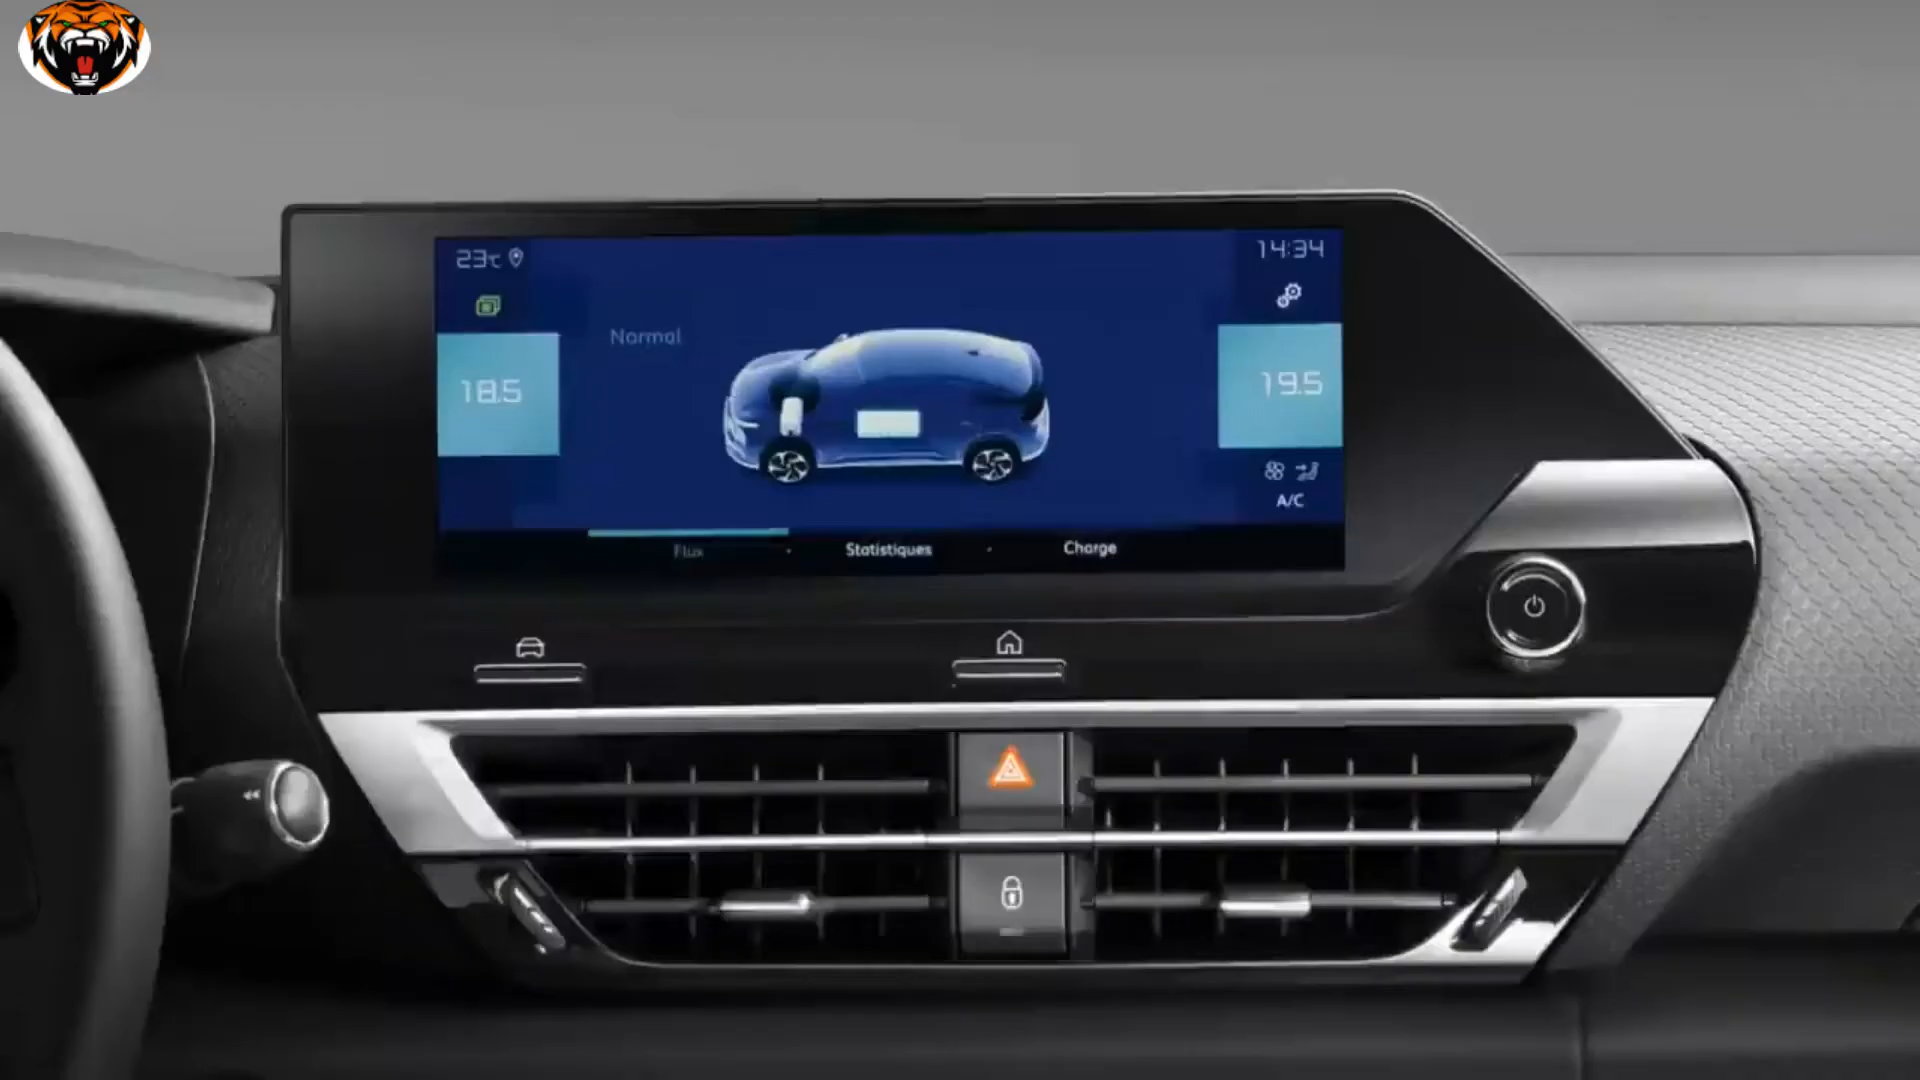 23℃
14:34
Normal
18.5
19.5
A/C
Flux
Statistiques
Charge